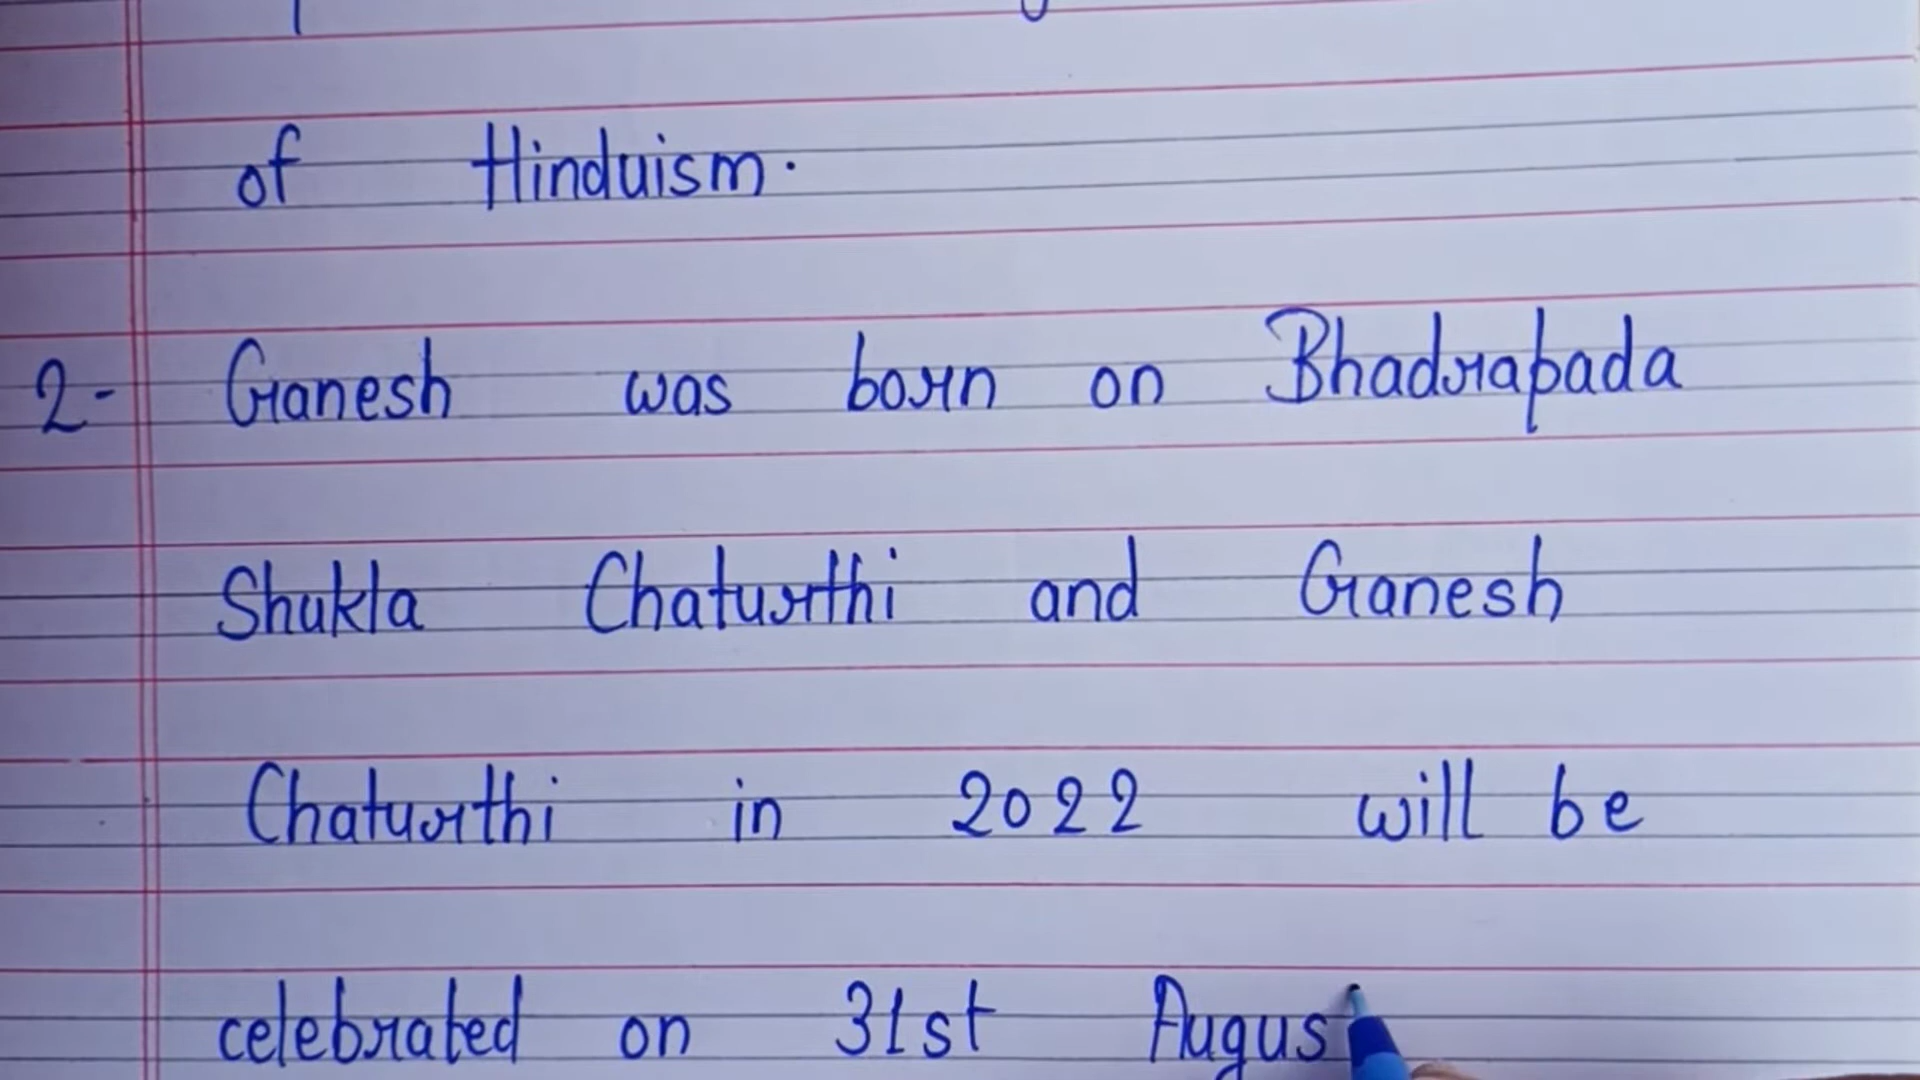 of Hinduism.
2- Ganesh was born on Bhadrapada
Shukla Chaturthi and Ganesh
Chaturthi in 2022 will be
celebrated on 31st Augus